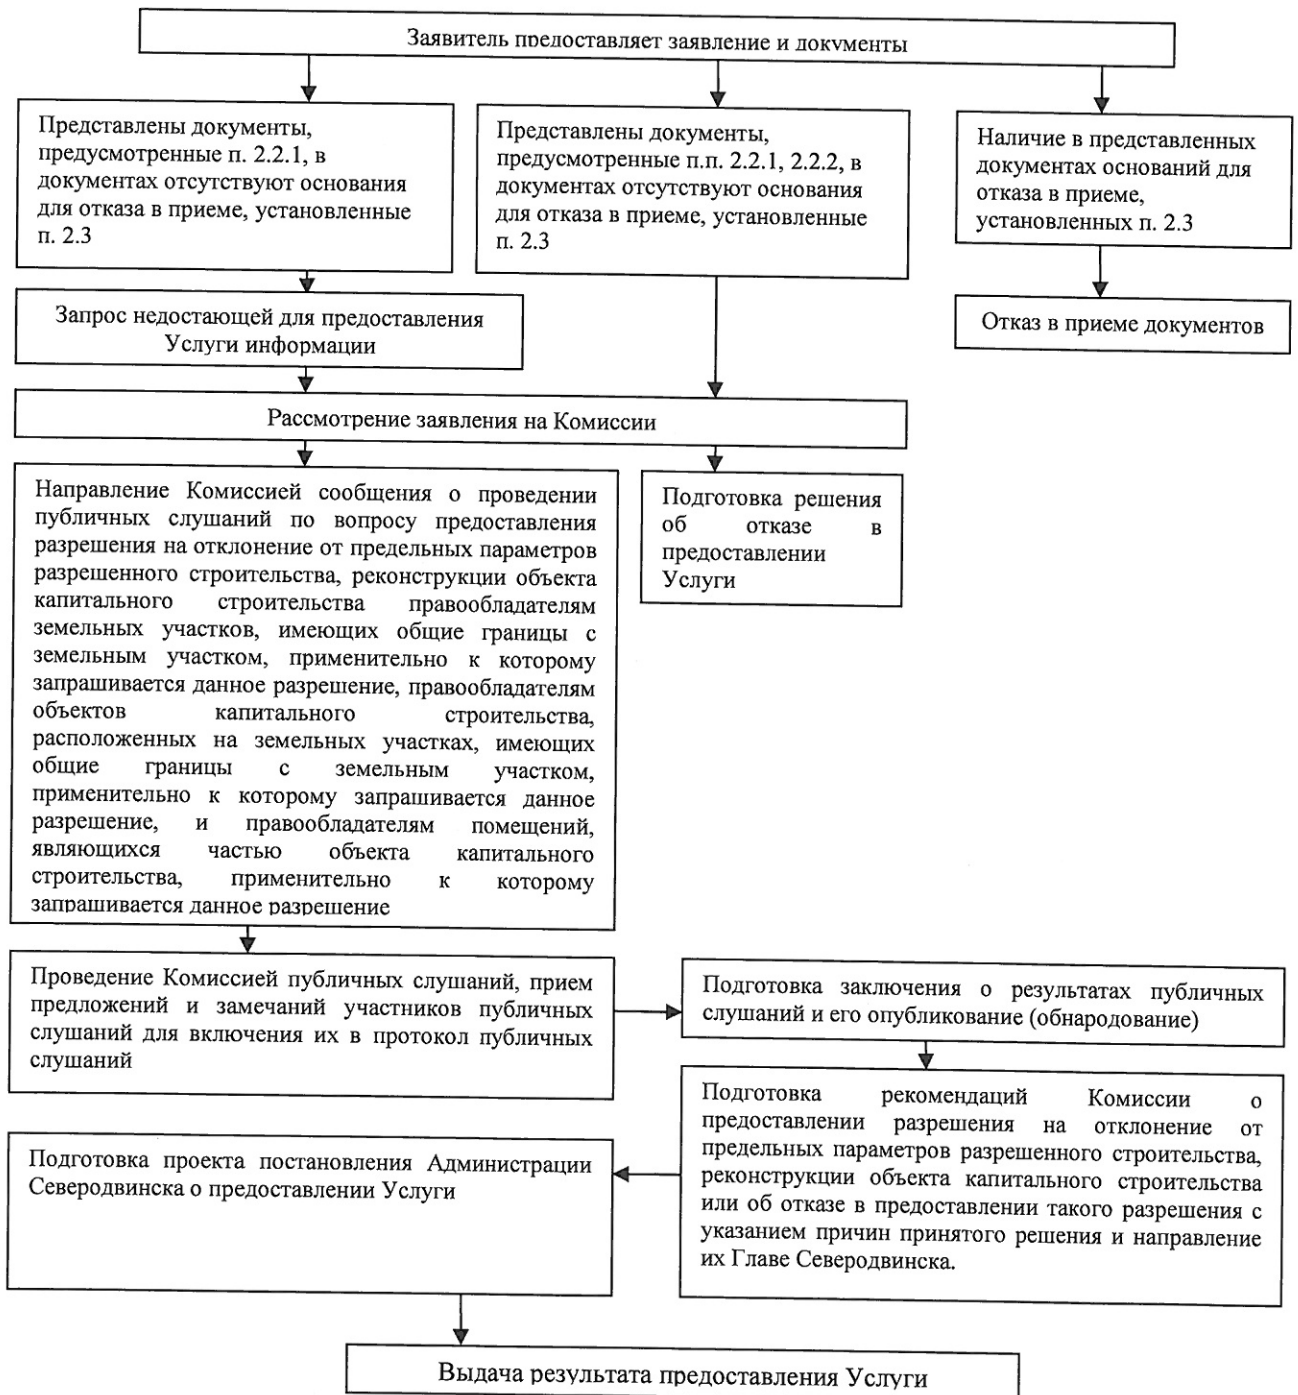 Заявитель предоставляет заявление и документы
Представлены документы,
предусмотренные п. 2.2.1, в
документах отсутствуют основания
для отказа в приеме, установленные
п. 2.3
Представлены документы,
предусмотренные п.п. 2.2.1, 2.2.2, в
документах отсутствуют основания
для отказа в приеме, установленные
п. 2.3
Наличие в представленных
документах оснований для
отказа в приеме,
установленных п. 2.3
Запрос недостающей для предоставления
Услуги информации
Отказ в приеме документов
Рассмотрение заявления на Комиссии
Направление Комиссией сообщения о проведении
публичных слушаний по вопросу предоставления
разрешения на отклонение от предельных параметров
разрешенного строительства, реконструкции объекта
капитального строительства правообладателям
земельных участков, имеющих общие границы с
земельным участком, применительно к которому
запрашивается данное разрешение, правообладателям
объектов капитального строительства,
расположенных на земельных участках, имеющих
общие границы с земельным участком,
применительно к которому запрашивается данное
разрешение, и правообладателям помещений,
являющихся частью объекта капитального
строительства, применительно к которому
запрашивается данное разрешение
Подготовка решения
об отказе в
предоставлении
Услуги
Проведение Комиссией публичных слушаний, прием
предложений и замечаний участников публичных
слушаний для включения их в протокол публичных
слушаний
Подготовка заключения о результатах публичных
слушаний и его опубликование (обнародование)
Подготовка рекомендаций Комиссии о
предоставлении разрешения на отклонение от
предельных параметров разрешенного строительства,
реконструкции объекта капитального строительства
или об отказе в предоставлении такого разрешения с
указанием причин принятого решения и направление
их Главе Северодвинска.
Подготовка проекта постановления Администрации
Северодвинска о предоставлении Услуги
Выдача результата предоставления Услуги